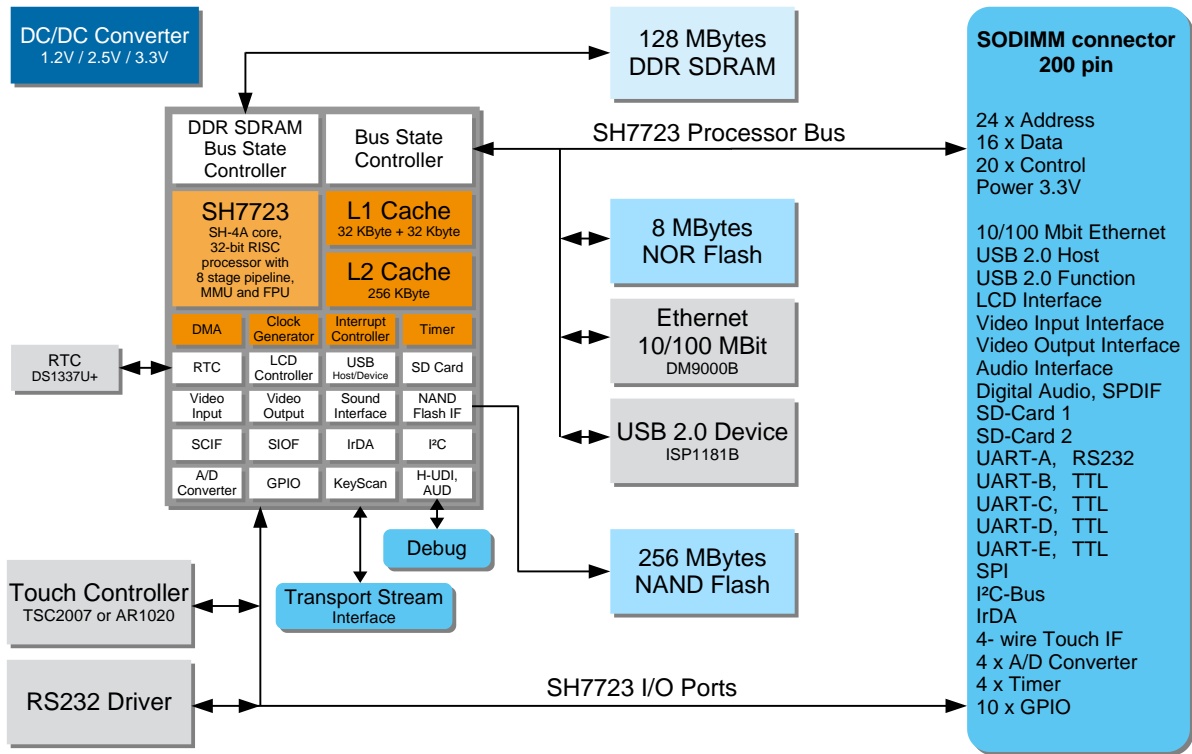 DC/DC Converter
1.2V / 2.5V / 3.3V
128 MBytes
DDR SDRAM
DDR SDRAM
Bus State
Controller
Bus State
Controller
SH7723
SH-4A core,
32-bit RISC
processor with
8 stage pipeline,
MMU and FPU
L1 Cache
32 KByte + 32 Kbyte
L2 Cache
256 KByte
DMA
Clock
Generator
Interrupt
Controller
Timer
RTC
LCD
Controller
USB
Host/Device
SD Card
Video
Input
Video
Output
Sound
Interface
NAND
Flash IF
SCIF
SIOF
IrDA
I²C
A/D
Converter
GPIO
KeyScan
H-UDI,
AUD
RTC
DS1337U+
Touch Controller
TSC2007 or AR1020
RS232 Driver
Debug
Transport Stream
Interface
SH7723 Processor Bus
8 MBytes
NOR Flash
Ethernet
10/100 MBit
DM9000B
USB 2.0 Device
ISP1181B
256 MBytes
NAND Flash
SH7723 I/O Ports
SODIMM connector
200 pin
24 x Address
16 x Data
20 x Control
Power 3.3V
10/100 Mbit Ethernet
USB 2.0 Host
USB 2.0 Function
LCD Interface
Video Input Interface
Video Output Interface
Audio Interface
Digital Audio, SPDIF
SD-Card 1
SD-Card 2
UART-A, RS232
UART-B, TTL
UART-C, TTL
UART-D, TTL
UART-E, TTL
SPI
I²C-Bus
IrDA
4- wire Touch IF
4 x A/D Converter
4 x Timer
10 x GPIO